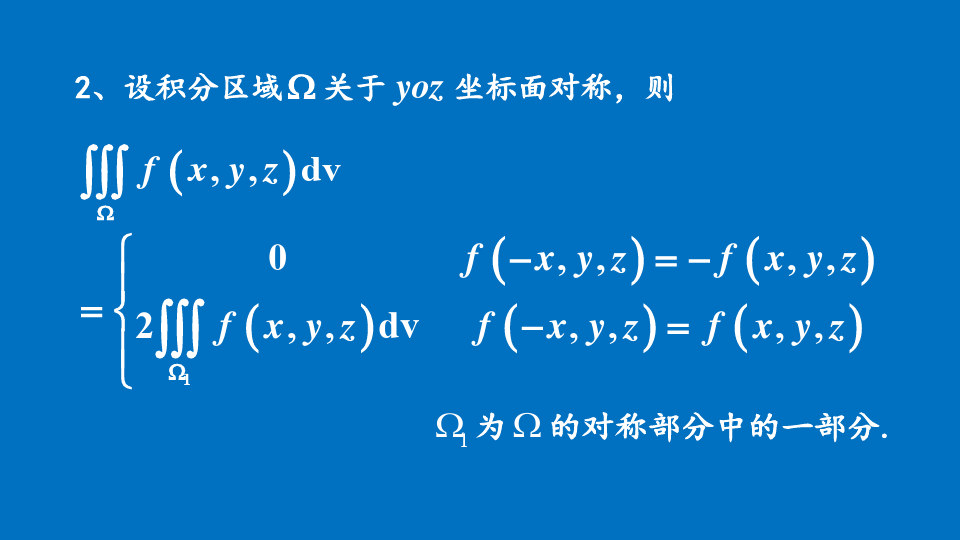 2、设积分区域 Ω 关于 yoz 坐标面对称，则
∭_Ω f(x,y,z)dv
= { 0 f(−x,y,z)=−f(x,y,z)
2∭_Ω₁ f(x,y,z)dv f(−x,y,z)=f(x,y,z)
Ω₁ 为 Ω 的对称部分中的一部分.